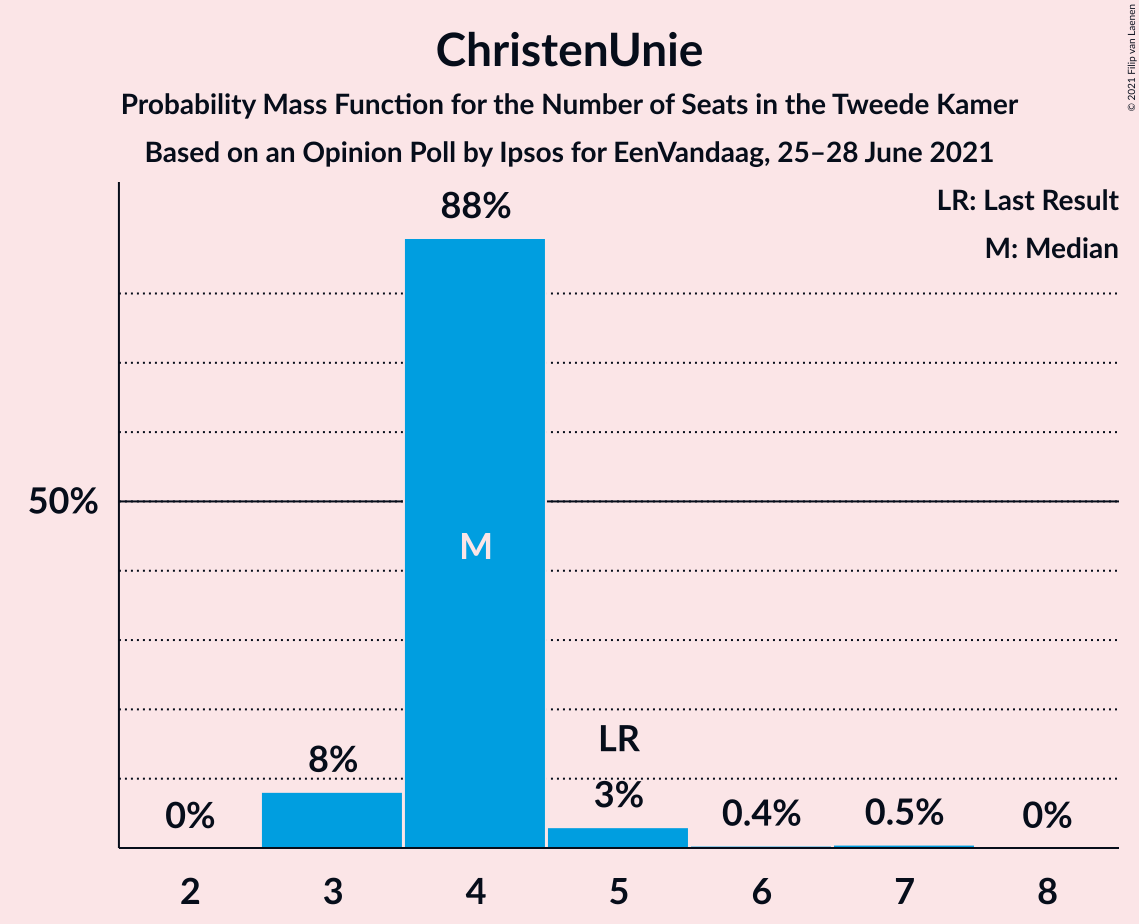 ChristenUnie
Probability Mass Function for the Number of Seats in the Tweede Kamer
Based on an Opinion Poll by Ipsos for EenVandaag, 25–28 June 2021
© 2021 Filip van Laenen
LR: Last Result
M: Median
88%
50%
M
LR
8%
3%
0%
0.4%
0.5%
0%
2 3 4 5 6 7 8